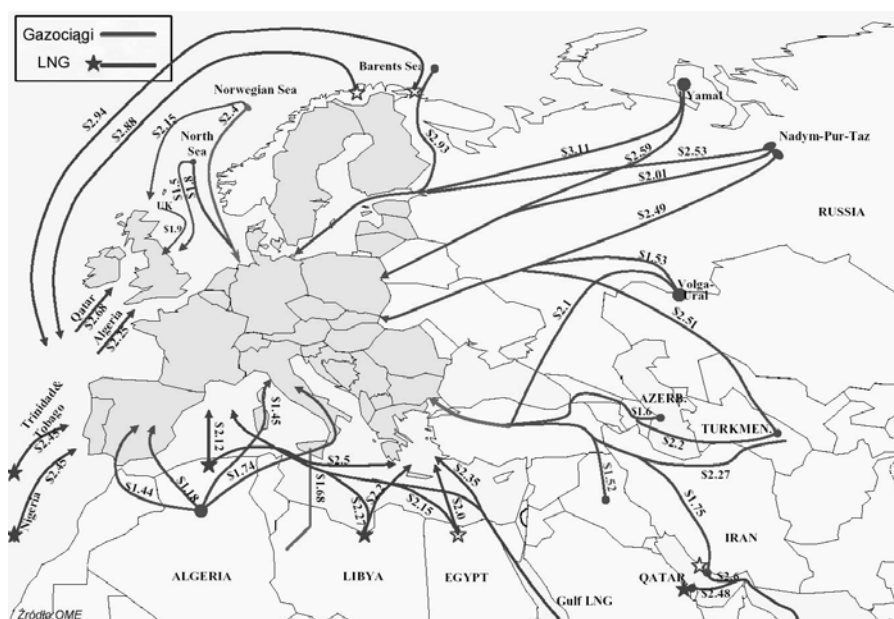 Gazociągi
LNG
Barents Sea
Norwegian Sea
Yamal
$2.94
$2.88
$2.15
$2.4
North
Sea
$2.93
$3.11
$2.59
$2.53
Nadym-Pur-Taz
$2.01
$1.5
$1.8
UK
$1.9
$2.49
RUSSIA
$1.53
Volga-
Ural
Qatar
$2.68
Algeria
$2.25
$2.1
$2.51
Trinidad&
Tobago
$2.45
$1.45
AZERB.
$1.6
TURKMEN.
$2.12
$2.5
$2.2
$2.27
Nigeria
$2.45
$1.44
$1.18
$1.74
$1.68
$2.27
$2.15
$2.35
$2.0
$1.52
$1.75
IRAN
ALGERIA
LIBYA
EGYPT
QATAR
$2.6
$2.48
Gulf LNG
Źródło OME